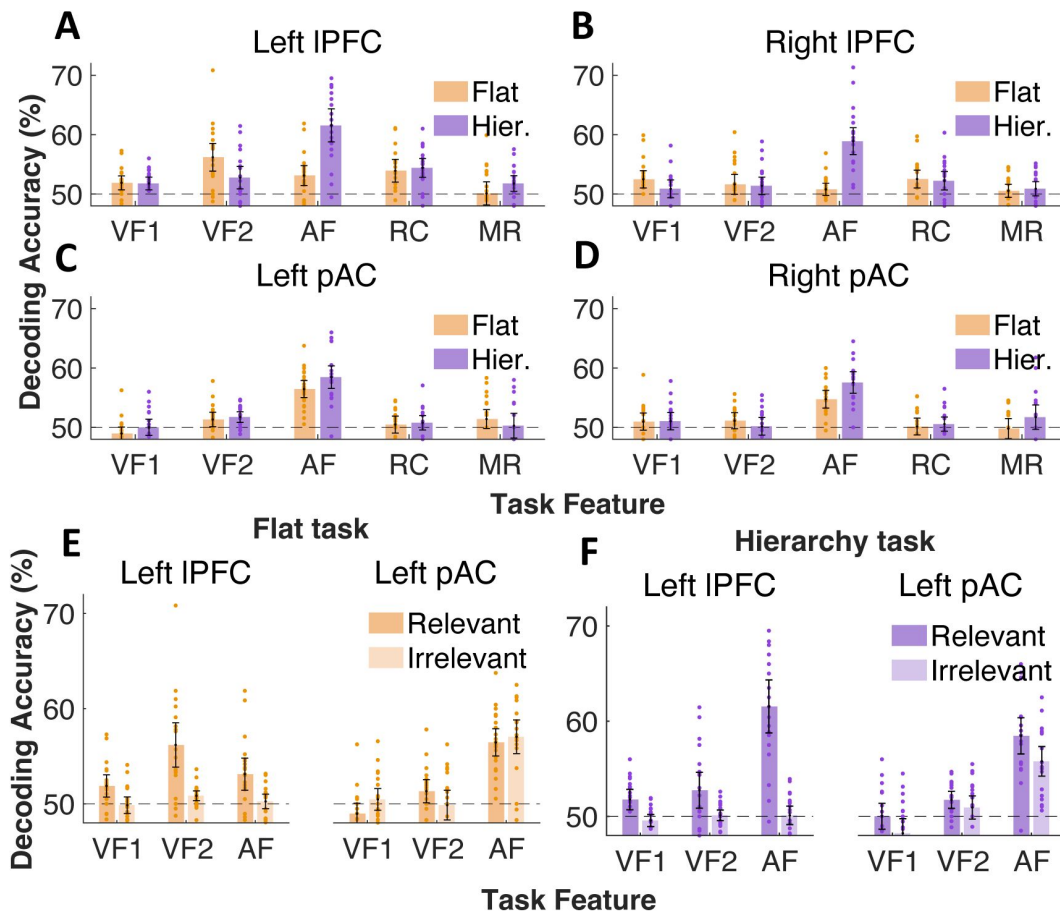 A
Left lPFC
70
60
50
Flat
Hier.
VF1 VF2 AF RC MR
B
Right lPFC
70
60
50
Flat
Hier.
VF1 VF2 AF RC MR
C
Left pAC
70
60
50
Flat
Hier.
VF1 VF2 AF RC MR
D
Right pAC
70
60
50
Flat
Hier.
VF1 VF2 AF RC MR
Decoding Accuracy (%)
Task Feature
E
Flat task
Left lPFC
Left pAC
70
60
50
Relevant
Irrelevant
VF1 VF2 AF
VF1 VF2 AF
F
Hierarchy task
Left lPFC
Left pAC
70
60
50
Relevant
Irrelevant
VF1 VF2 AF
VF1 VF2 AF
Decoding Accuracy (%)
Task Feature